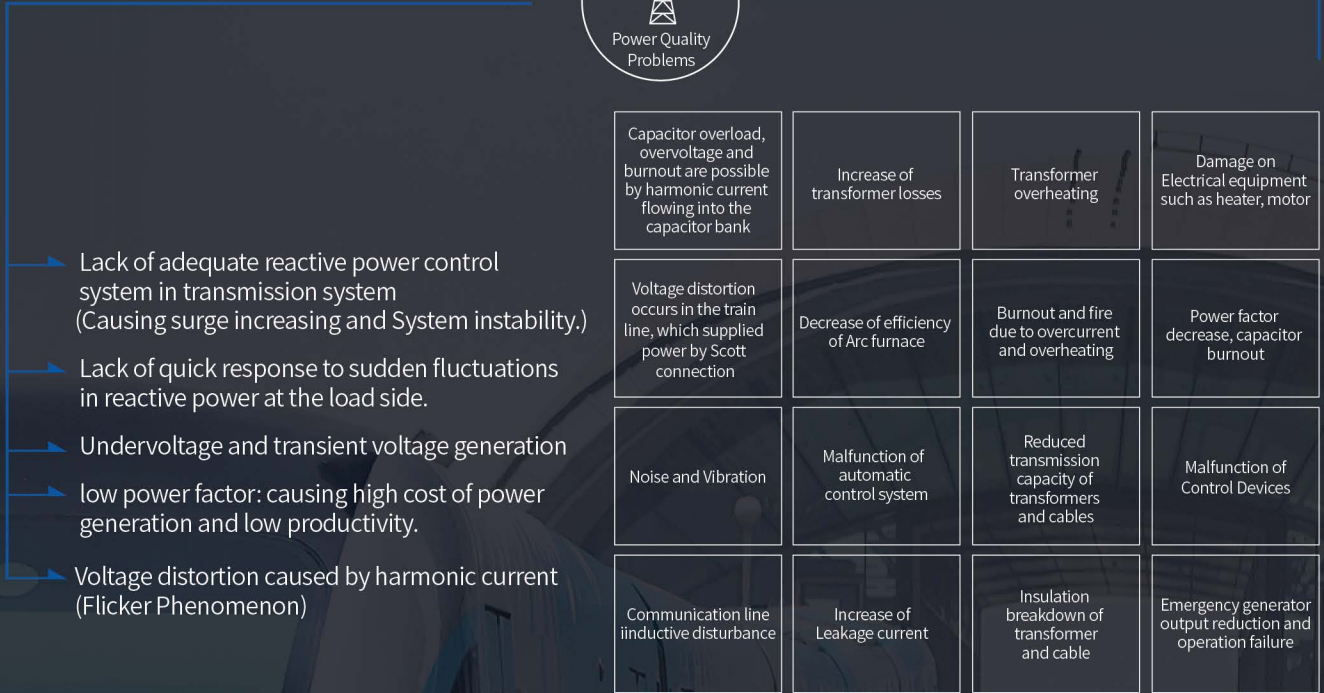 Power Quality
Problems
Lack of adequate reactive power control
system in transmission system
(Causing surge increasing and System instability.)
Lack of quick response to sudden fluctuations
in reactive power at the load side.
Undervoltage and transient voltage generation
low power factor: causing high cost of power
generation and low productivity.
Voltage distortion caused by harmonic current
(Flicker Phenomenon)
Capacitor overload,
overvoltage and
burnout are possible
by harmonic current
flowing into the
capacitor bank
Increase of
transformer losses
Transformer
overheating
Damage on
Electrical equipment
such as heater, motor
Voltage distortion
occurs in the train
line, which supplied
power by Scott
connection
Decrease of efficiency
of Arc furnace
Burnout and fire
due to overcurrent
and overheating
Power factor
decrease, capacitor
burnout
Noise and Vibration
Malfunction of
automatic
control system
Reduced
transmission
capacity of
transformers
and cables
Malfunction of
Control Devices
Communication line
iinductive disturbance
Increase of
Leakage current
Insulation
breakdown of
transformer
and cable
Emergency generator
output reduction and
operation failure